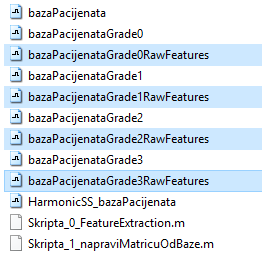 bazaPacijenata
bazaPacijenataGrade0
bazaPacijenataGrade0RawFeatures
bazaPacijenataGrade1
bazaPacijenataGrade1RawFeatures
bazaPacijenataGrade2
bazaPacijenataGrade2RawFeatures
bazaPacijenataGrade3
bazaPacijenataGrade3RawFeatures
HarmonicSS_bazaPacijenata
Skripta_0_FeatureExtraction.m
Skripta_1_napraviMatricuOdBaze.m